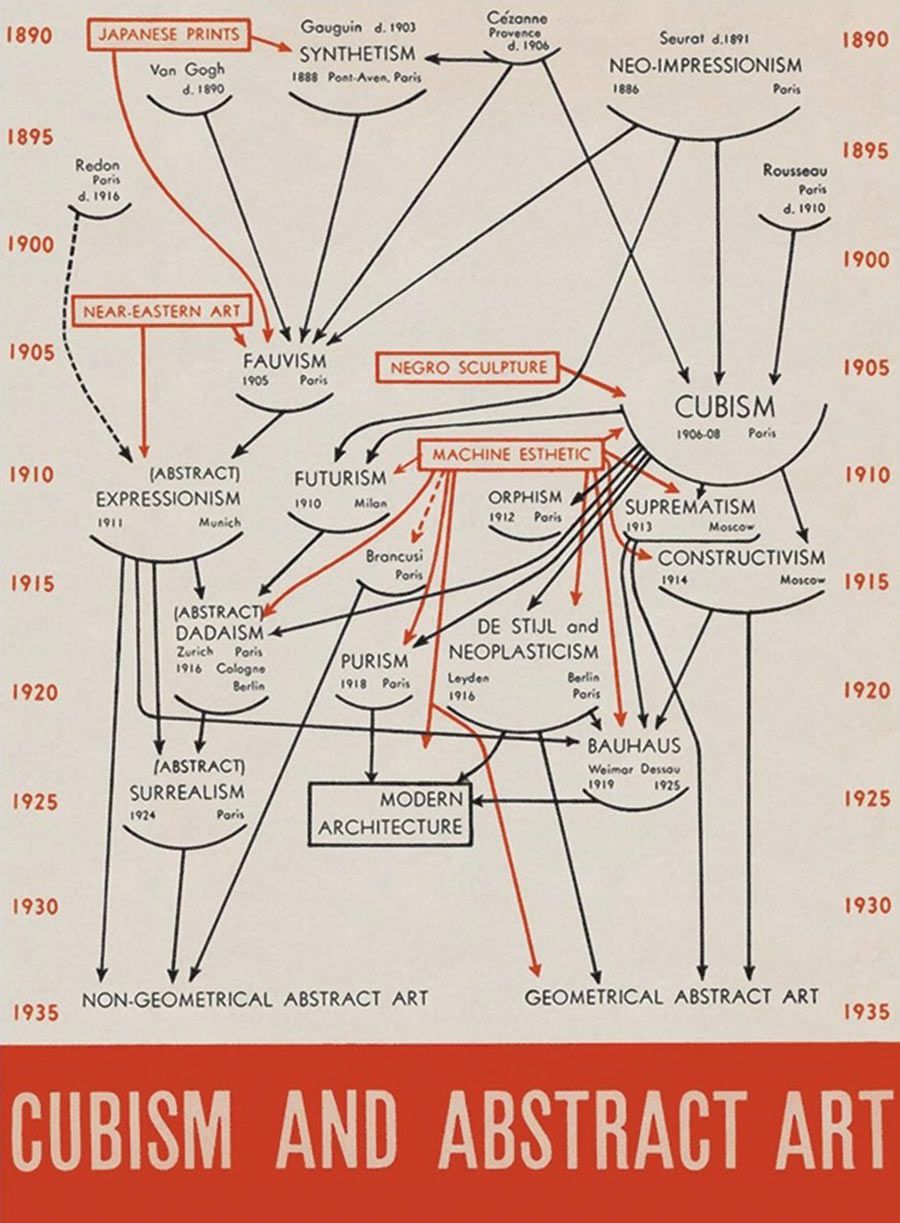 1890
JAPANESE PRINTS
Gauguin d. 1903
SYNTHETISM
1888 Pont-Aven, Paris
Cézanne
Provence
d. 1906
Seurat d.1891
NEO-IMPRESSIONISM
1886 Paris
1890
Van Gogh
d. 1890
1895
1895
Redon
Paris
d. 1916
Rousseau
Paris
d. 1910
1900
1900
NEAR-EASTERN ART
1905
FAUVISM
1905 Paris
NEGRO SCULPTURE
1905
CUBISM
1906-08 Paris
1910
(ABSTRACT)
EXPRESSIONISM
1911 Munich
FUTURISM
1910 Milan
MACHINE ESTHETIC
ORPHISM
1912 Paris
SUPREMATISM
1913 Moscow
1910
Brancusi
Paris
CONSTRUCTIVISM
1914 Moscow
1915
1915
(ABSTRACT)
DADAISM
Zurich Paris
1916 Cologne
Berlin
PURISM
1918 Paris
DE STIJL and
NEOPLASTICISM
Leyden Berlin
1916 Paris
1920
1920
BAUHAUS
Weimar Dessau
1919 1925
(ABSTRACT)
SURREALISM
1924 Paris
MODERN
ARCHITECTURE
1925
1925
1930
1930
NON-GEOMETRICAL ABSTRACT ART
GEOMETRICAL ABSTRACT ART
1935
1935
CUBISM AND ABSTRACT ART